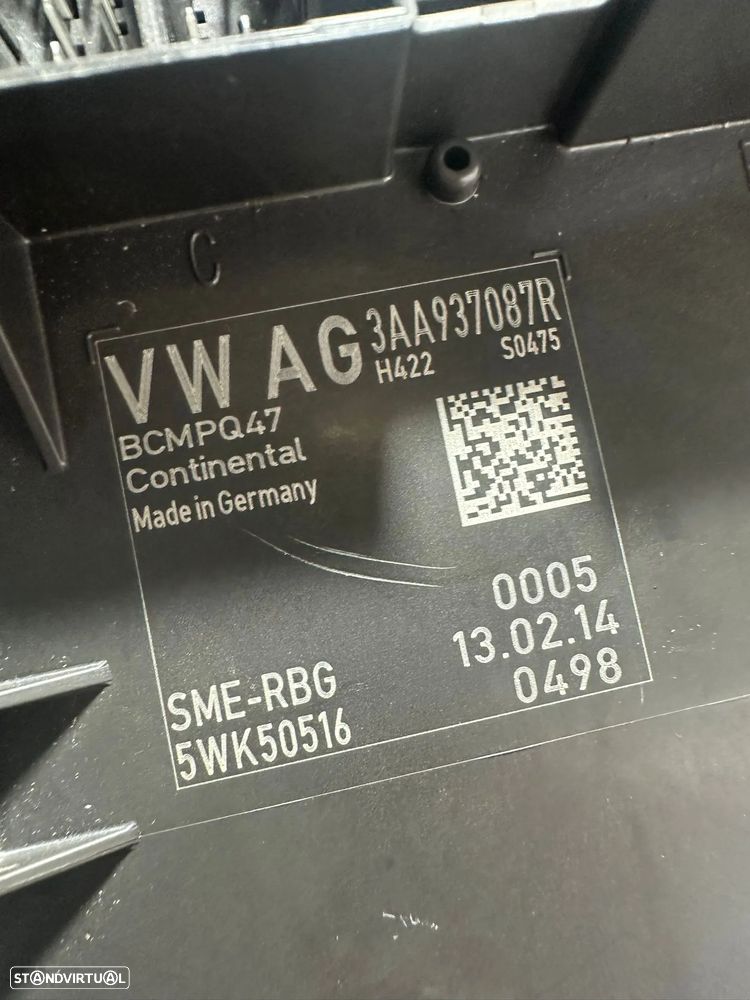 C
VW AG 3AA937087R
H422 S0475
BCMPQ47
Continental
Made in Germany
0005
13.02.14
0498
SME-RBG
5WK50516
STANDVIRTUAL